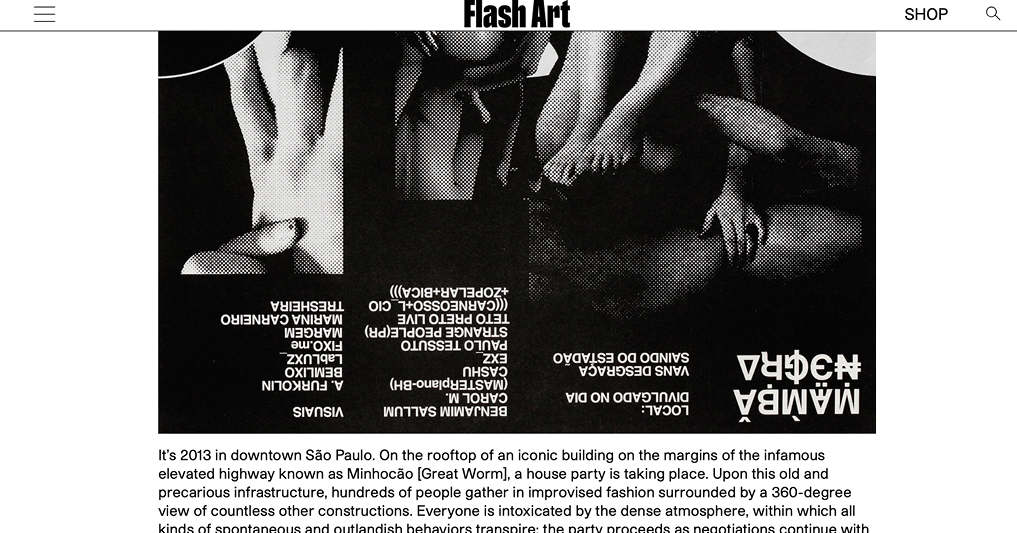 Flash Art
SHOP
MAMBA
₦€GRΔ
LOCAL:
DIVULGADO NO DIA
VANS DESGRAÇA
SAINDO DO ESTADÃO
BENJAMIM SALLUM
CAROL M.
(MASTERplano-BH)
CASHU
EXZ_
PAULO TESSUTO
STRANGE PEOPLE(PR)
TETO PRETO LIVE
(((CARNEOSSO+L_CIO
+ZOPELAR+BICA)))
VISUAIS
A. FURKOLIN
BEMLIXO
LabLUXZ_
FIXO.me
MARGEM
MARINA CARNEIRO
TRESHEIRA
It's 2013 in downtown São Paulo. On the rooftop of an iconic building on the margins of the infamous
elevated highway known as Minhocão [Great Worm], a house party is taking place. Upon this old and
precarious infrastructure, hundreds of people gather in improvised fashion surrounded by a 360-degree
view of countless other constructions. Everyone is intoxicated by the dense atmosphere, within which all
kinds of spontaneous and outlandish behaviors transpire; the party proceeds as negotiations continue with